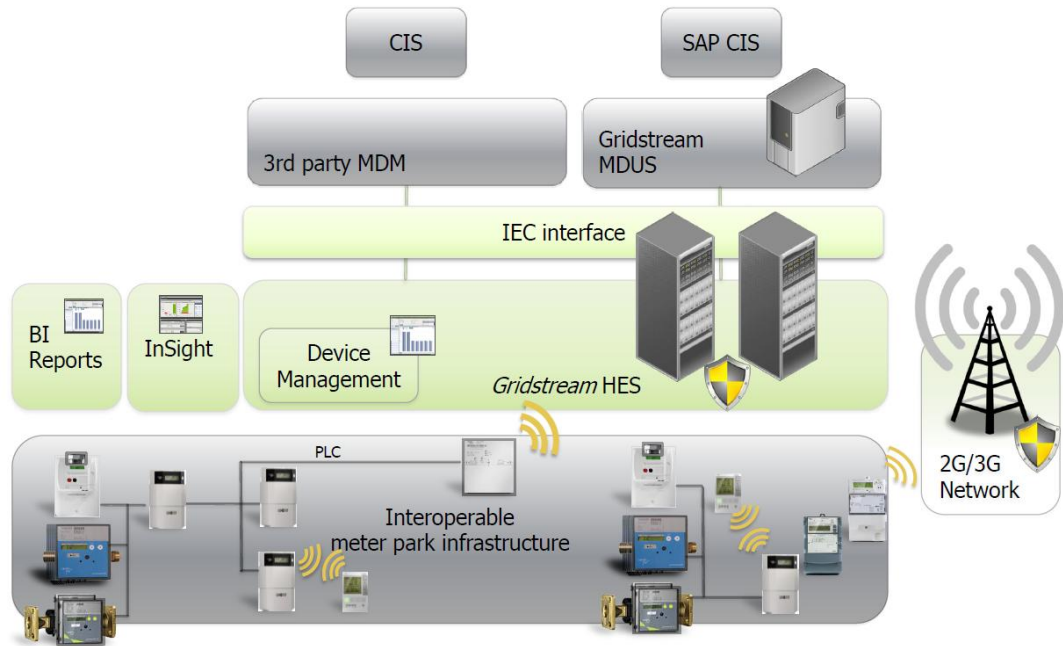 CIS
SAP CIS
3rd party MDM
Gridstream
MDUS
IEC interface
BI
Reports
InSight
Device
Management
Gridstream HES
2G/3G
Network
PLC
Interoperable
meter park infrastructure